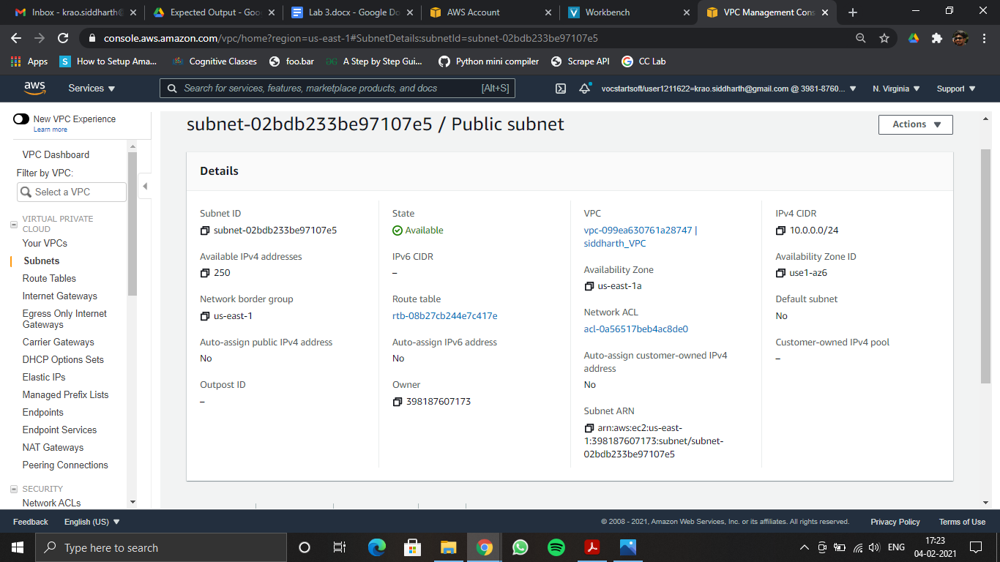 Inbox - krao.siddharth@
Expected Output - Goo
Lab 3.docx - Google Do
AWS Account
Workbench
VPC Management Cons
console.aws.amazon.com/vpc/home?region=us-east-1#SubnetDetails:subnetId=subnet-02bdb233be97107e5
Apps
How to Setup Ama...
Cognitive Classes
foo.bar
A Step by Step Gui...
Python mini compiler
Scrape API
CC Lab
aws
Services
Search for services, features, marketplace products, and docs
[Alt+S]
vocstartsoft/user1211622=krao.siddharth@gmail.com @ 3981-8760...
N. Virginia
Support
New VPC Experience
Learn more
VPC Dashboard
Filter by VPC:
Select a VPC
VIRTUAL PRIVATE
CLOUD
Your VPCs
Subnets
Route Tables
Internet Gateways
Egress Only Internet
Gateways
Carrier Gateways
DHCP Options Sets
Elastic IPs
Managed Prefix Lists
Endpoints
Endpoint Services
NAT Gateways
Peering Connections
SECURITY
Network ACLs
subnet-02bdb233be97107e5 / Public subnet
Actions
Details
Subnet ID
subnet-02bdb233be97107e5
Available IPv4 addresses
250
Network border group
us-east-1
Auto-assign public IPv4 address
No
Outpost ID
–
State
Available
IPv6 CIDR
–
Route table
rtb-08b27cb244e7c417e
Auto-assign IPv6 address
No
Owner
398187607173
VPC
vpc-099ea630761a28747 |
siddharth_VPC
Availability Zone
us-east-1a
Network ACL
acl-0a56517beb4ac8de0
Auto-assign customer-owned IPv4
address
No
Subnet ARN
arn:aws:ec2:us-east-
1:398187607173:subnet/subnet-
02bdb233be97107e5
IPv4 CIDR
10.0.0.0/24
Availability Zone ID
use1-az6
Default subnet
No
Customer-owned IPv4 pool
–
Feedback
English (US)
© 2008 - 2021, Amazon Web Services, Inc. or its affiliates. All rights reserved.
Privacy Policy
Terms of Use
Type here to search
ENG
17:23
04-02-2021